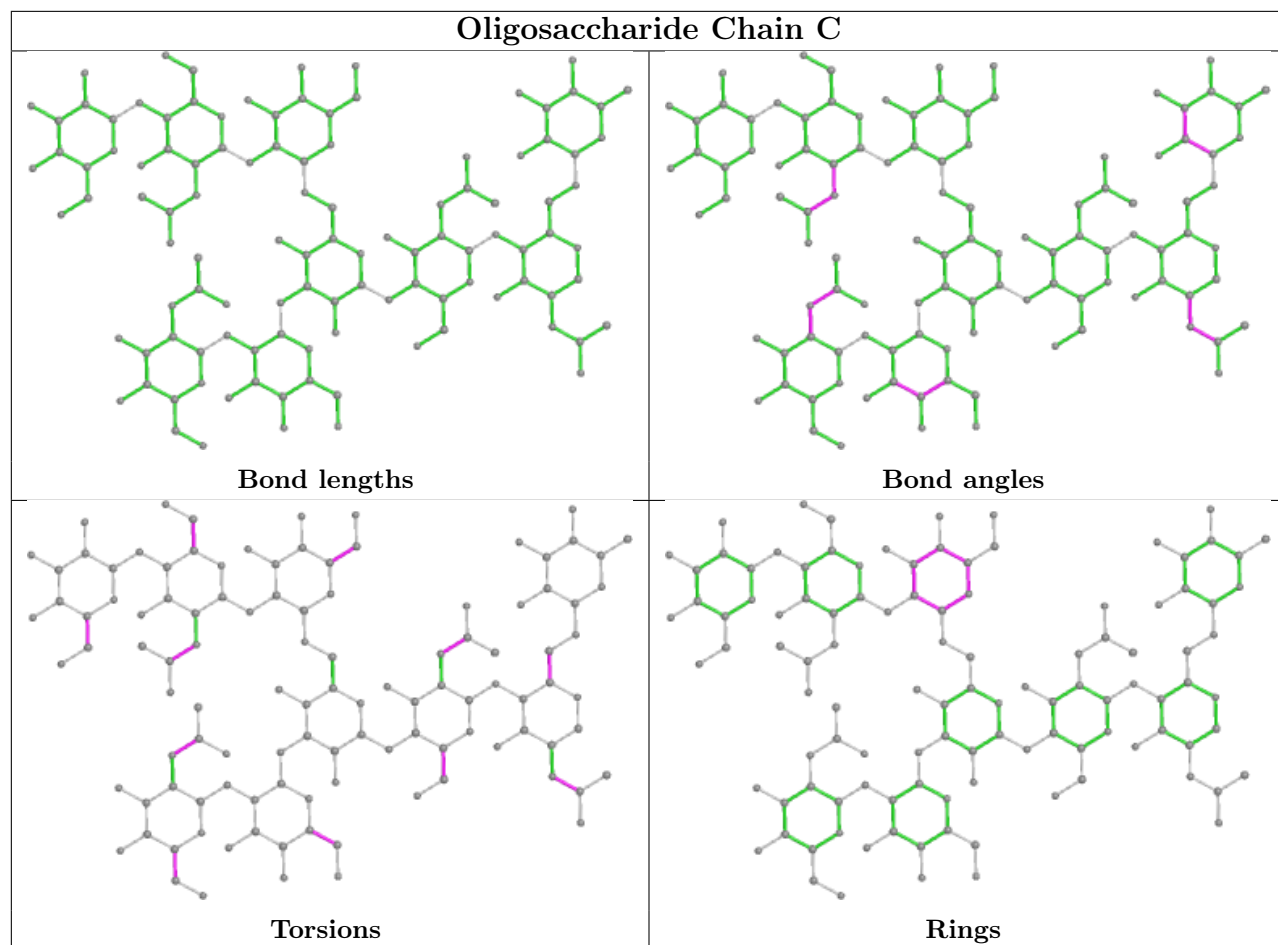 Oligosaccharide Chain C
Bond lengths
Bond angles
Torsions
Rings